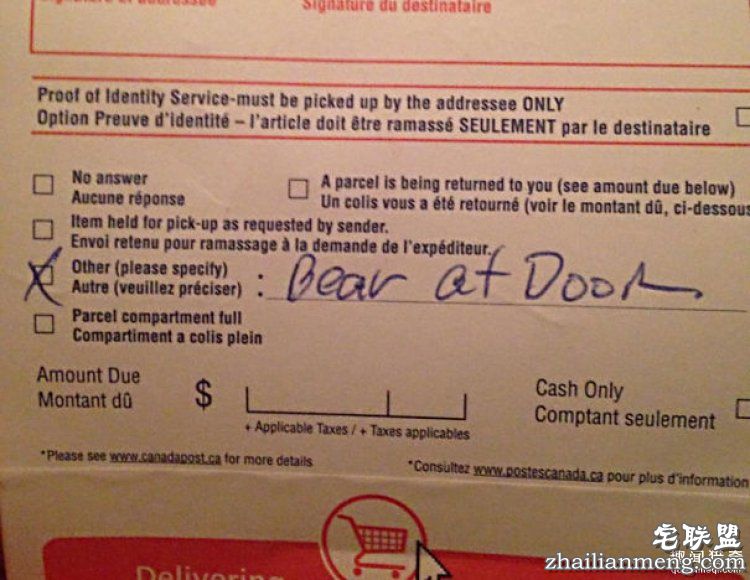 Signature du destinataire
Proof of Identity Service-must be picked up by the addressee ONLY
Option Preuve d'identité – l'article doit être ramassé SEULEMENT par le destinataire
No answer
Aucune réponse
A parcel is being returned to you (see amount due below)
Un colis vous a été retourné (voir le montant dû, ci-dessous
Item held for pick-up as requested by sender.
Envoi retenu pour ramassage à la demande de l'expéditeur.
Other (please specify)
Autre (veuillez préciser) : Bear at Door
Parcel compartment full
Compartiment a colis plein
Amount Due
Montant dû
$
+ Applicable Taxes / + Taxes applicables
Cash Only
Comptant seulement
*Please see www.canadapost.ca for more details
*Consultez www.postescanada.ca pour plus d'information
宅联盟
zhailianmeng.com